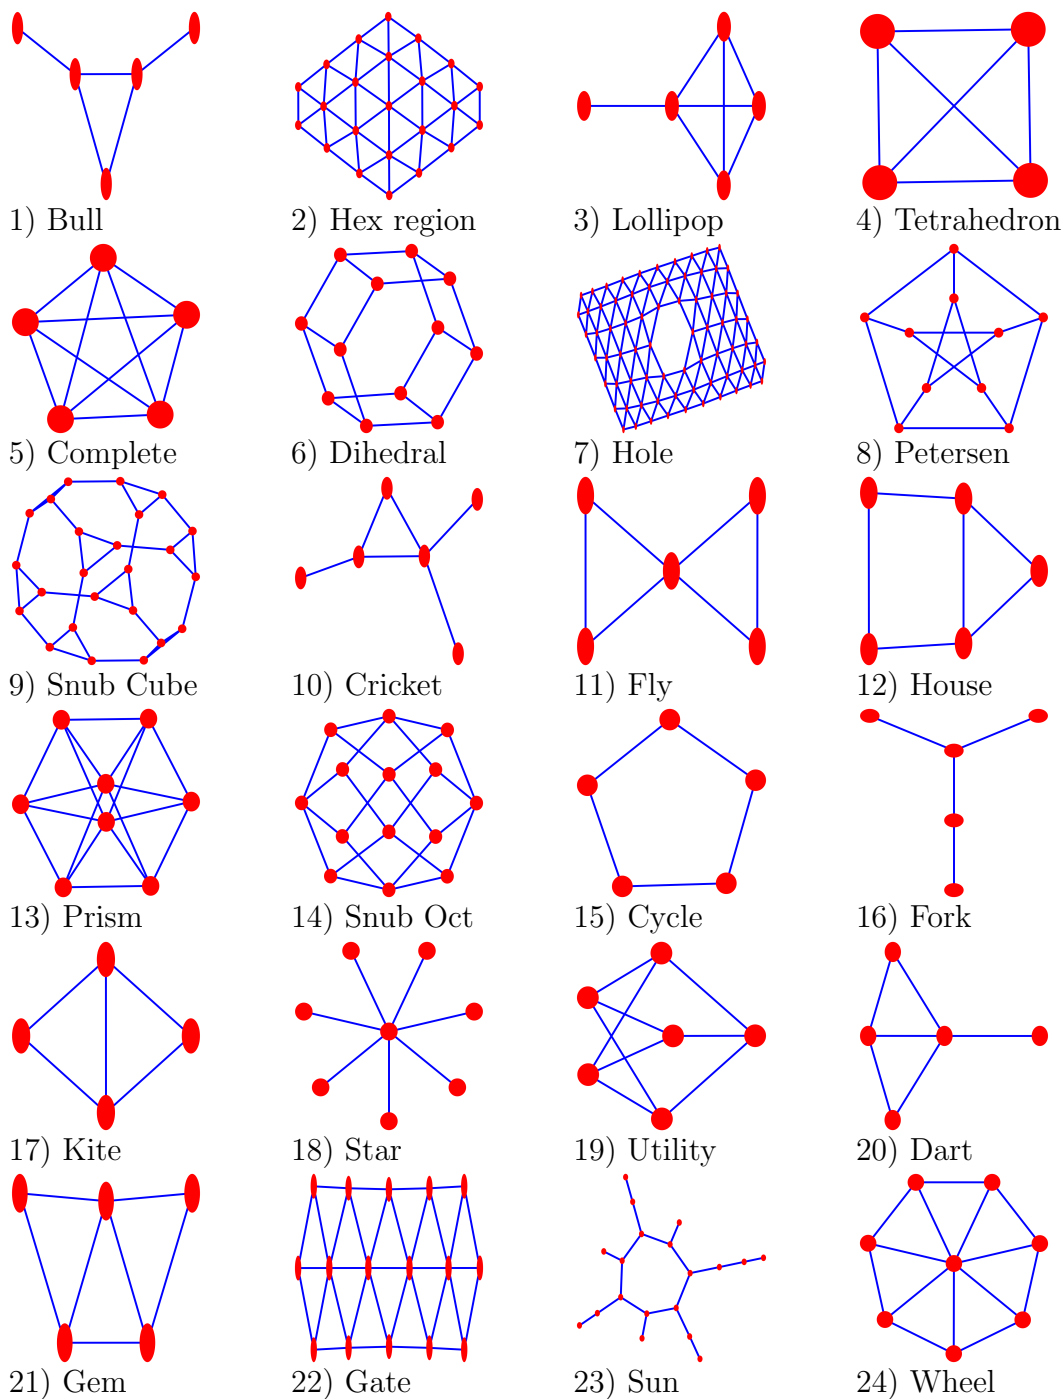 1) Bull
2) Hex region
3) Lollipop
4) Tetrahedron
5) Complete
6) Dihedral
7) Hole
8) Petersen
9) Snub Cube
10) Cricket
11) Fly
12) House
13) Prism
14) Snub Oct
15) Cycle
16) Fork
17) Kite
18) Star
19) Utility
20) Dart
21) Gem
22) Gate
23) Sun
24) Wheel